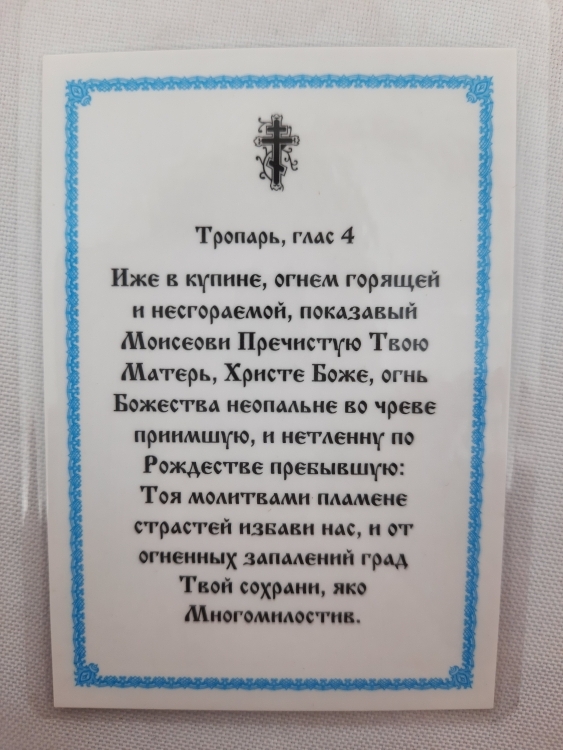 Тропарь, глас 4
Иже в купине, огнем горящей
и несгораемой, показавый
Моисеови Пречистую Твою
Матерь, Христе Боже, огнь
Божества неопальне во чреве
приимшую, и нетленну по
Рождестве пребывшую:
Тоя молитвами пламене
страстей избави нас, и от
огненных запалений град
Твой сохрани, яко
Многомилостив.